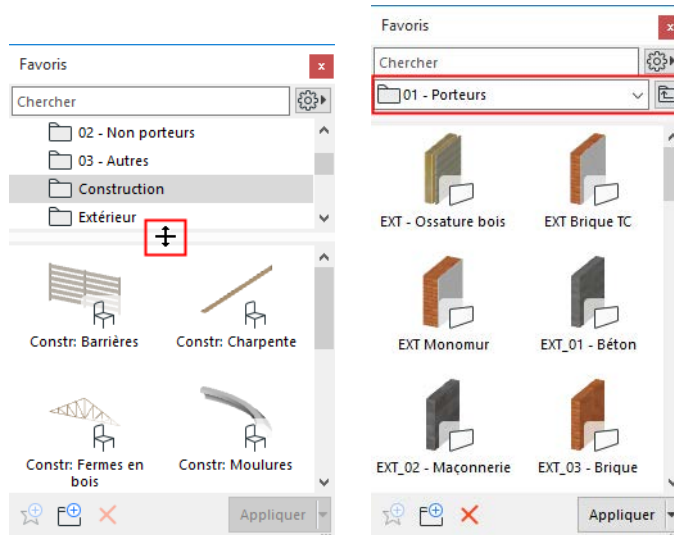 Favoris
x
Chercher
02 - Non porteurs
03 - Autres
Construction
Extérieur
Constr: Barrières
Constr: Charpente
Constr: Fermes en
bois
Constr: Moulures
Appliquer
Favoris
x
Chercher
01 - Porteurs
EXT - Ossature bois
EXT Brique TC
EXT Monomur
EXT_01 - Béton
EXT_02 - Maçonnerie
EXT_03 - Brique
Appliquer